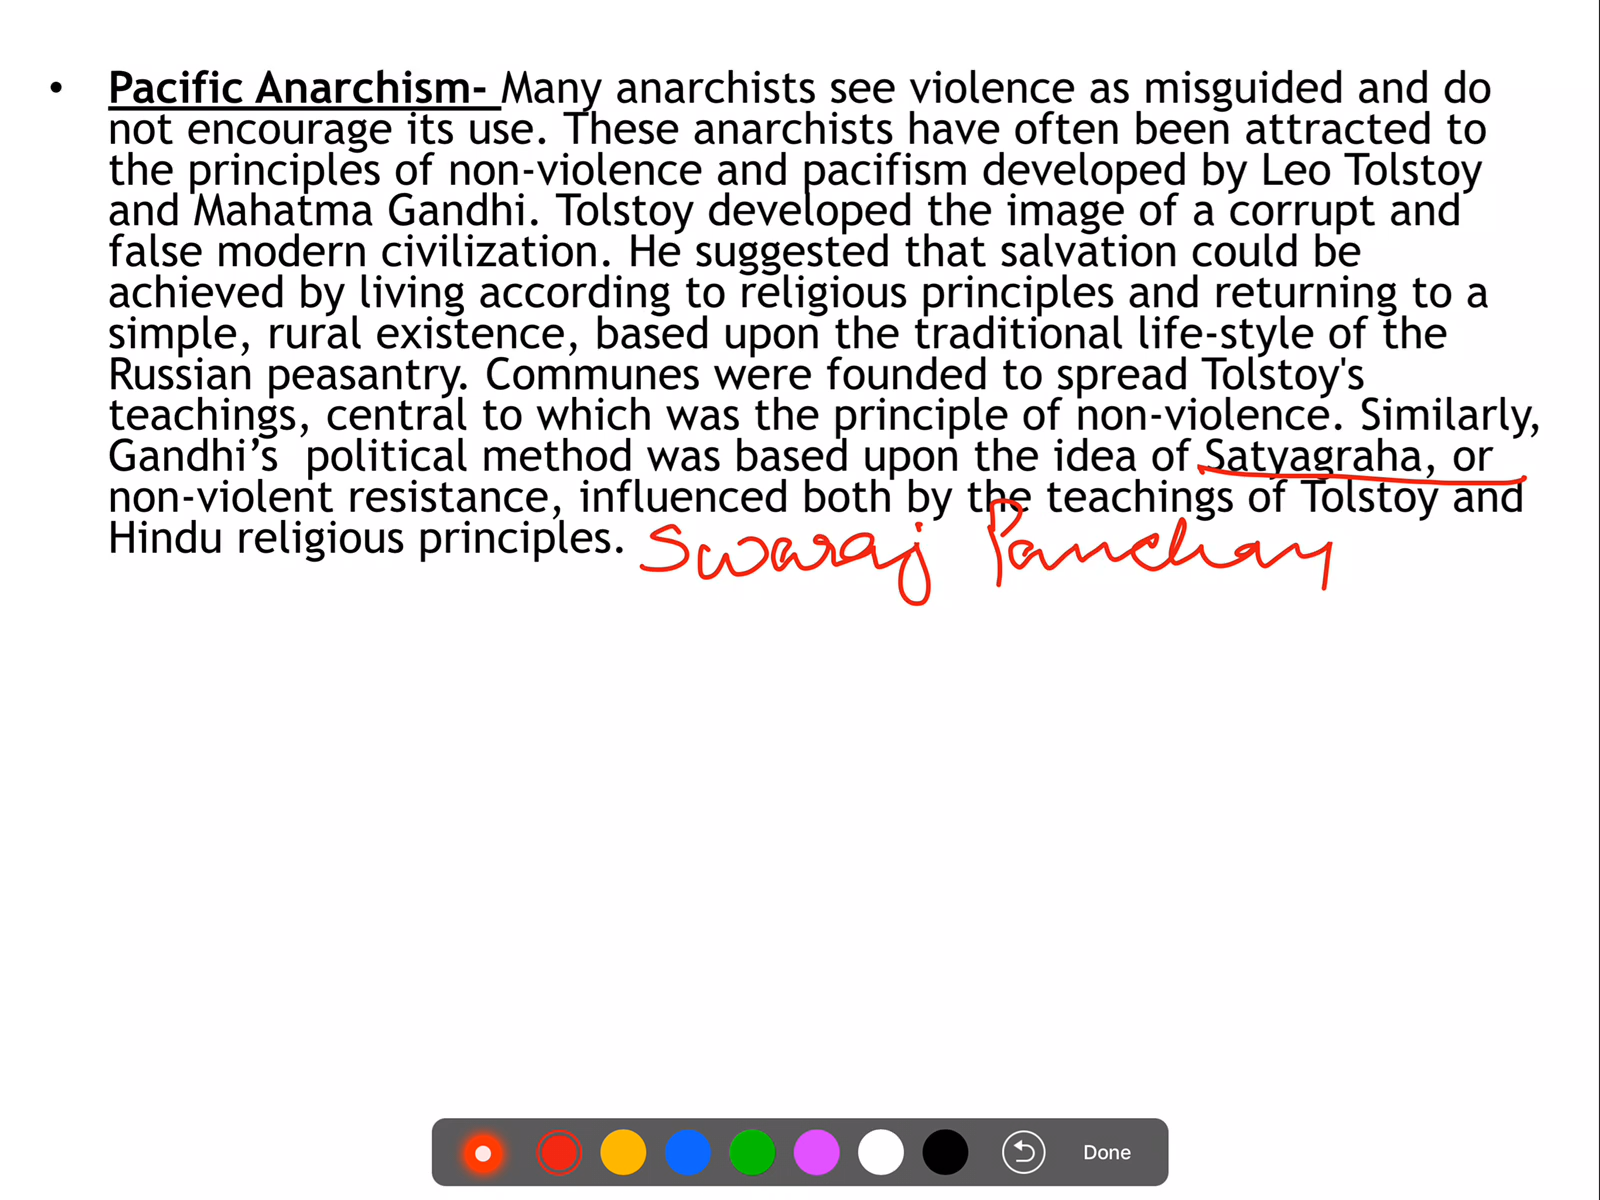 • Pacific Anarchism- Many anarchists see violence as misguided and do
not encourage its use. These anarchists have often been attracted to
the principles of non-violence and pacifism developed by Leo Tolstoy
and Mahatma Gandhi. Tolstoy developed the image of a corrupt and
false modern civilization. He suggested that salvation could be
achieved by living according to religious principles and returning to a
simple, rural existence, based upon the traditional life-style of the
Russian peasantry. Communes were founded to spread Tolstoy's
teachings, central to which was the principle of non-violence. Similarly,
Gandhi’s  political method was based upon the idea of Satyagraha, or
non-violent resistance, influenced both by the teachings of Tolstoy and
Hindu religious principles.
Swaraj Panchay
Done